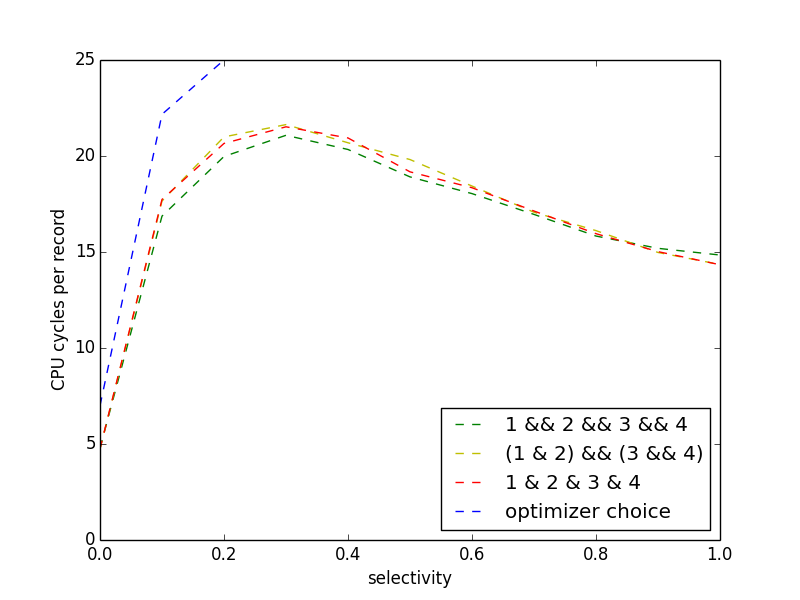 25
20
15
10
5
0
CPU cycles per record
0.0 0.2 0.4 0.6 0.8 1.0
selectivity
1 && 2 && 3 && 4
(1 & 2) && (3 && 4)
1 & 2 & 3 & 4
optimizer choice